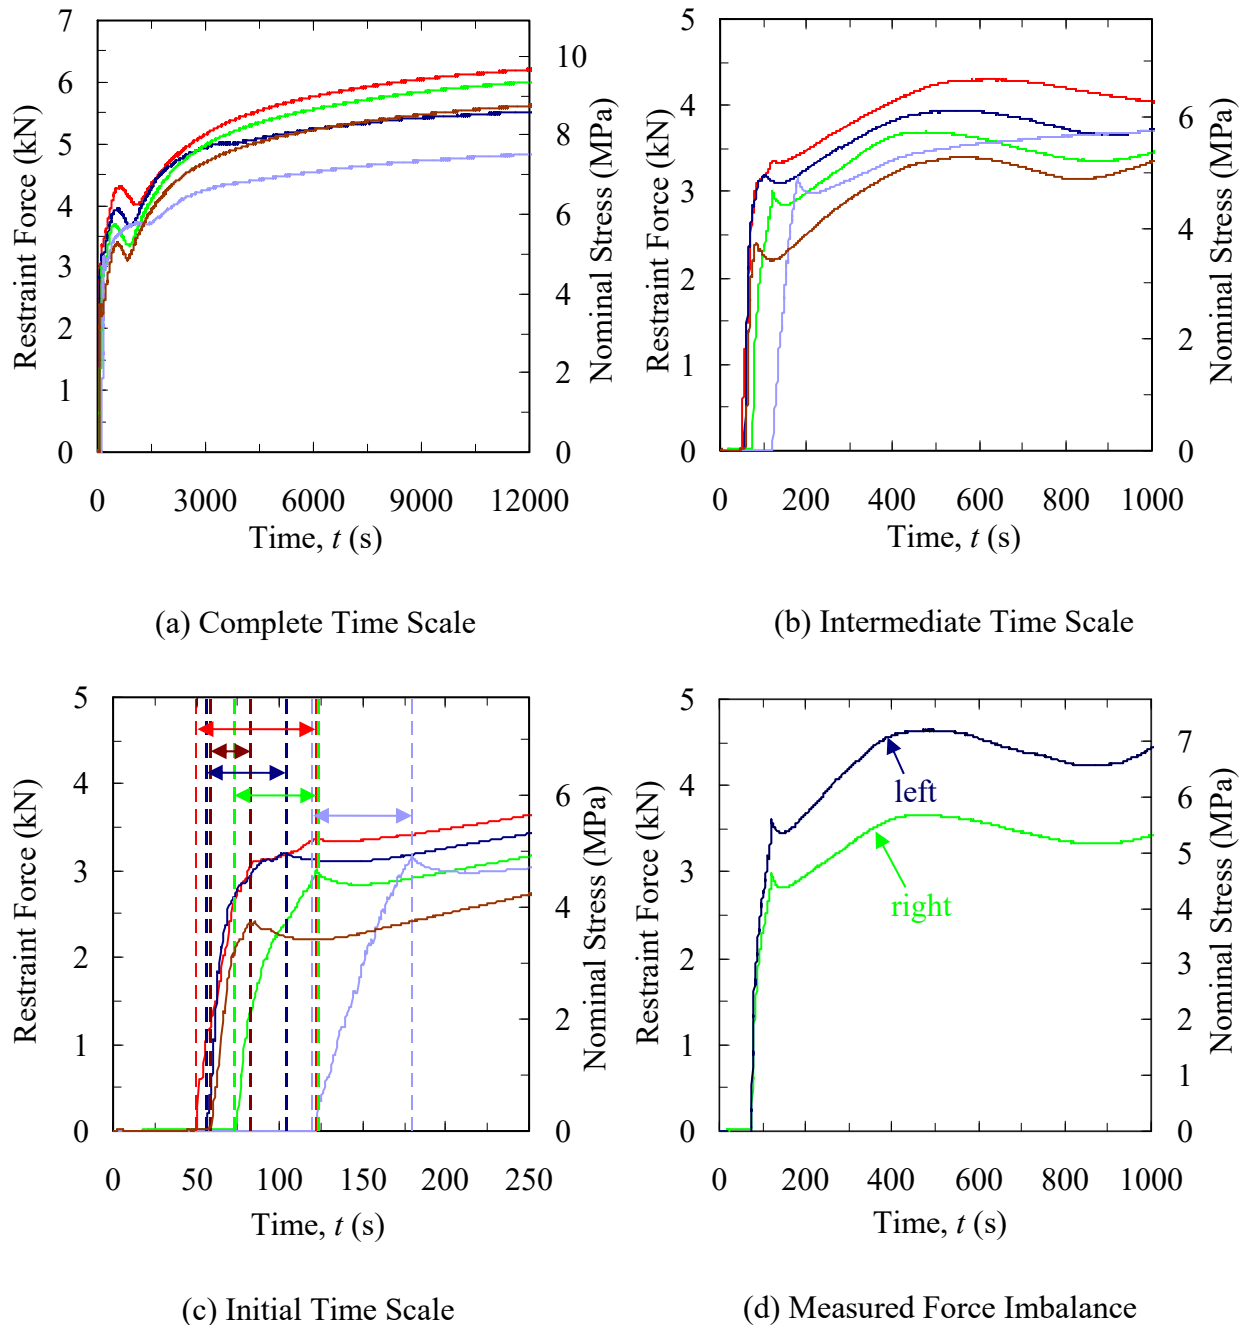 7
6
5
4
3
2
1
0
Restraint Force (kN)
10
8
6
4
2
0
Nominal Stress (MPa)
0 3000 6000 9000 12000
Time, t (s)
(a) Complete Time Scale
5
4
3
2
1
0
Restraint Force (kN)
6
4
2
0
Nominal Stress (MPa)
0 200 400 600 800 1000
Time, t (s)
(b) Intermediate Time Scale
5
4
3
2
1
0
Restraint Force (kN)
6
4
2
0
Nominal Stress (MPa)
0 50 100 150 200 250
Time, t (s)
(c) Initial Time Scale
5
4
3
2
1
0
Restraint Force (kN)
left
right
7
6
5
4
3
2
1
0
Nominal Stress (MPa)
0 200 400 600 800 1000
Time, t (s)
(d) Measured Force Imbalance